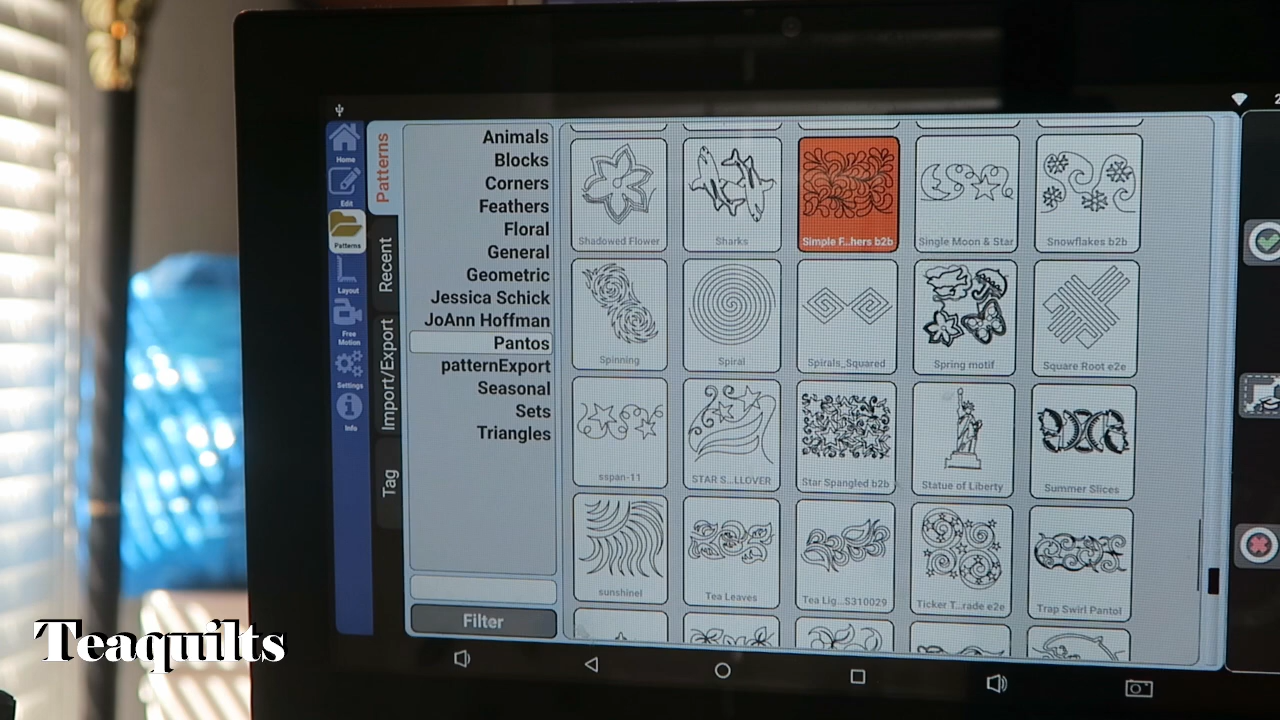 Home
Edit
Patterns
Layout
Free
Motion
Settings
Info
Patterns
Recent
Import/Export
Tag
Animals
Blocks
Corners
Feathers
Floral
General
Geometric
Jessica Schick
JoAnn Hoffman
Pantos
patternExport
Seasonal
Sets
Triangles
Filter
Shadowed Flower
Sharks
Simple F...hers b2b
Single Moon & Star
Snowflakes b2b
Spinning
Spiral
Spirals_Squared
Spring motif
Square Root e2e
sspan-11
STAR S...LLOVER
Star Spangled b2b
Statue of Liberty
Summer Slices
sunshine1
Tea Leaves
Tea Lig...S310029
Ticker T...rade e2e
Trap Swirl Panto1
Teaquilts